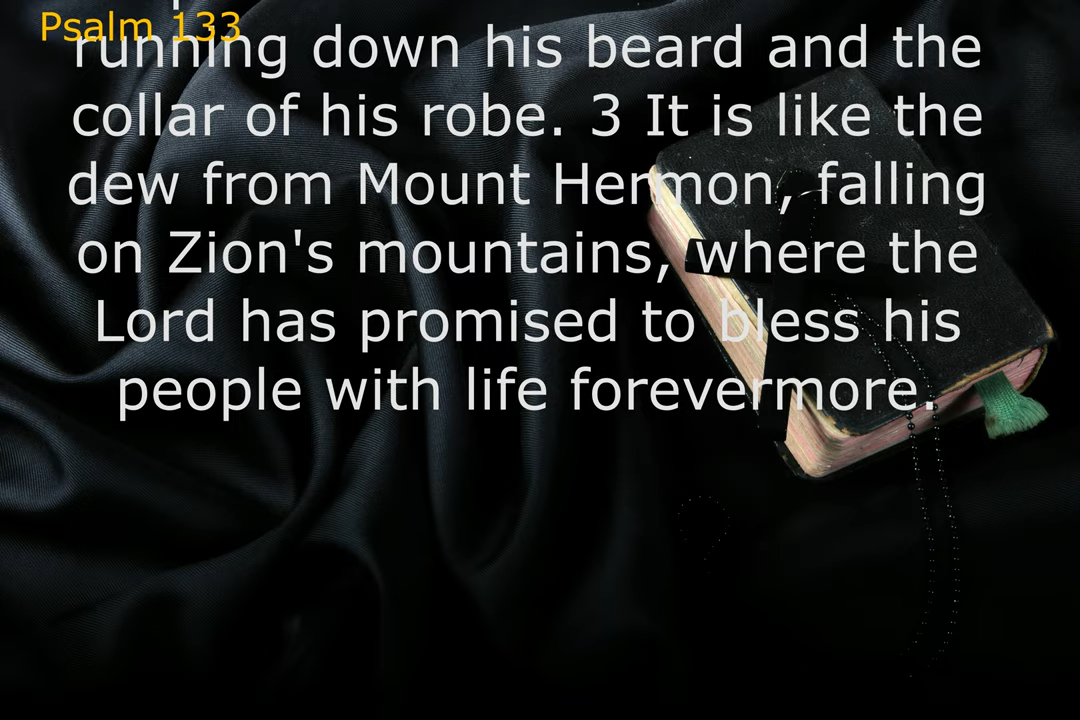 Psalm 133
running down his beard and the
collar of his robe. 3 It is like the
dew from Mount Hermon, falling
on Zion's mountains, where the
Lord has promised to bless his
people with life forevermore.